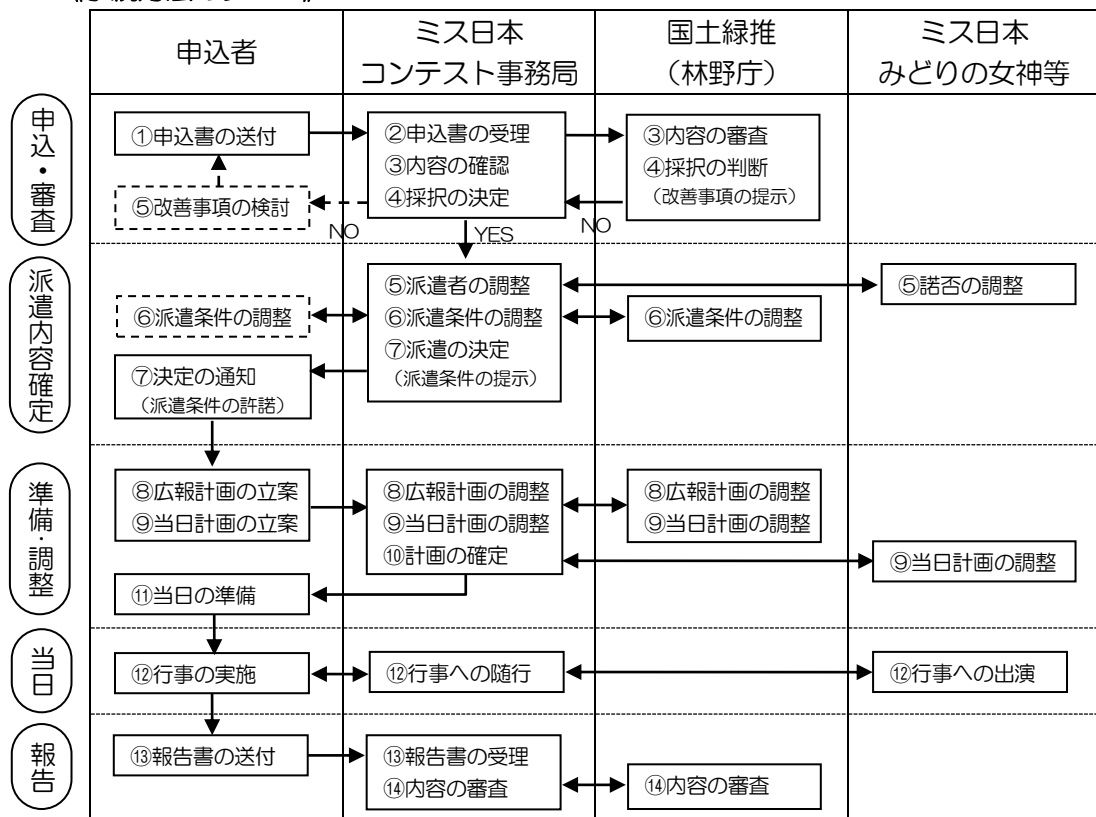 申込者
ミス日本
コンテスト事務局
国土緑推
（林野庁）
ミス日本
みどりの女神等
申込・審査
①申込書の送付
②申込書の受理
③内容の確認
④採択の決定
③内容の審査
④採択の判断
（改善事項の提示）
⑤改善事項の検討
NO
YES
NO
派遣内容確定
⑤派遣者の調整
⑥派遣条件の調整
⑦派遣の決定
（派遣条件の提示）
⑤諾否の調整
⑥派遣条件の調整
⑥派遣条件の調整
⑦決定の通知
（派遣条件の許諾）
準備・調整
⑧広報計画の立案
⑨当日計画の立案
⑧広報計画の調整
⑨当日計画の調整
⑩計画の確定
⑧広報計画の調整
⑨当日計画の調整
⑨当日計画の調整
⑪当日の準備
当日
⑫行事の実施
⑫行事への随行
⑫行事への出演
報告
⑬報告書の送付
⑬報告書の受理
⑭内容の審査
⑭内容の審査